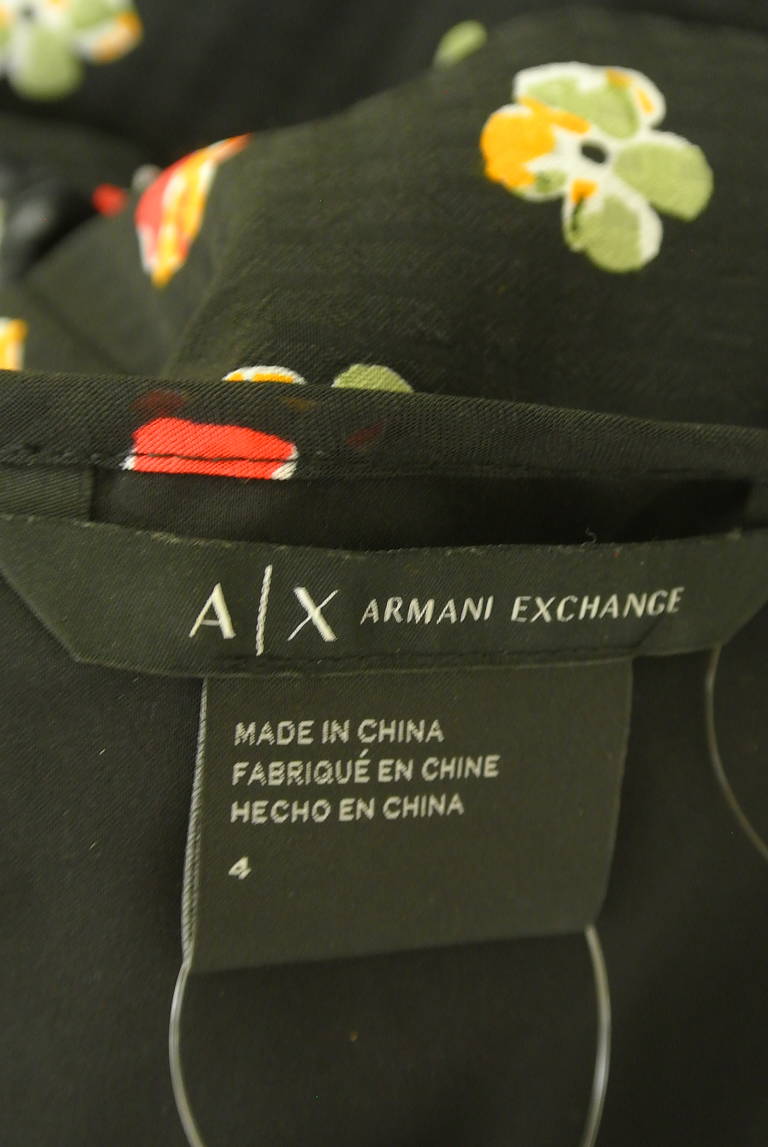 A|X ARMANI EXCHANGE
MADE IN CHINA
FABRIQUÉ EN CHINE
HECHO EN CHINA
4